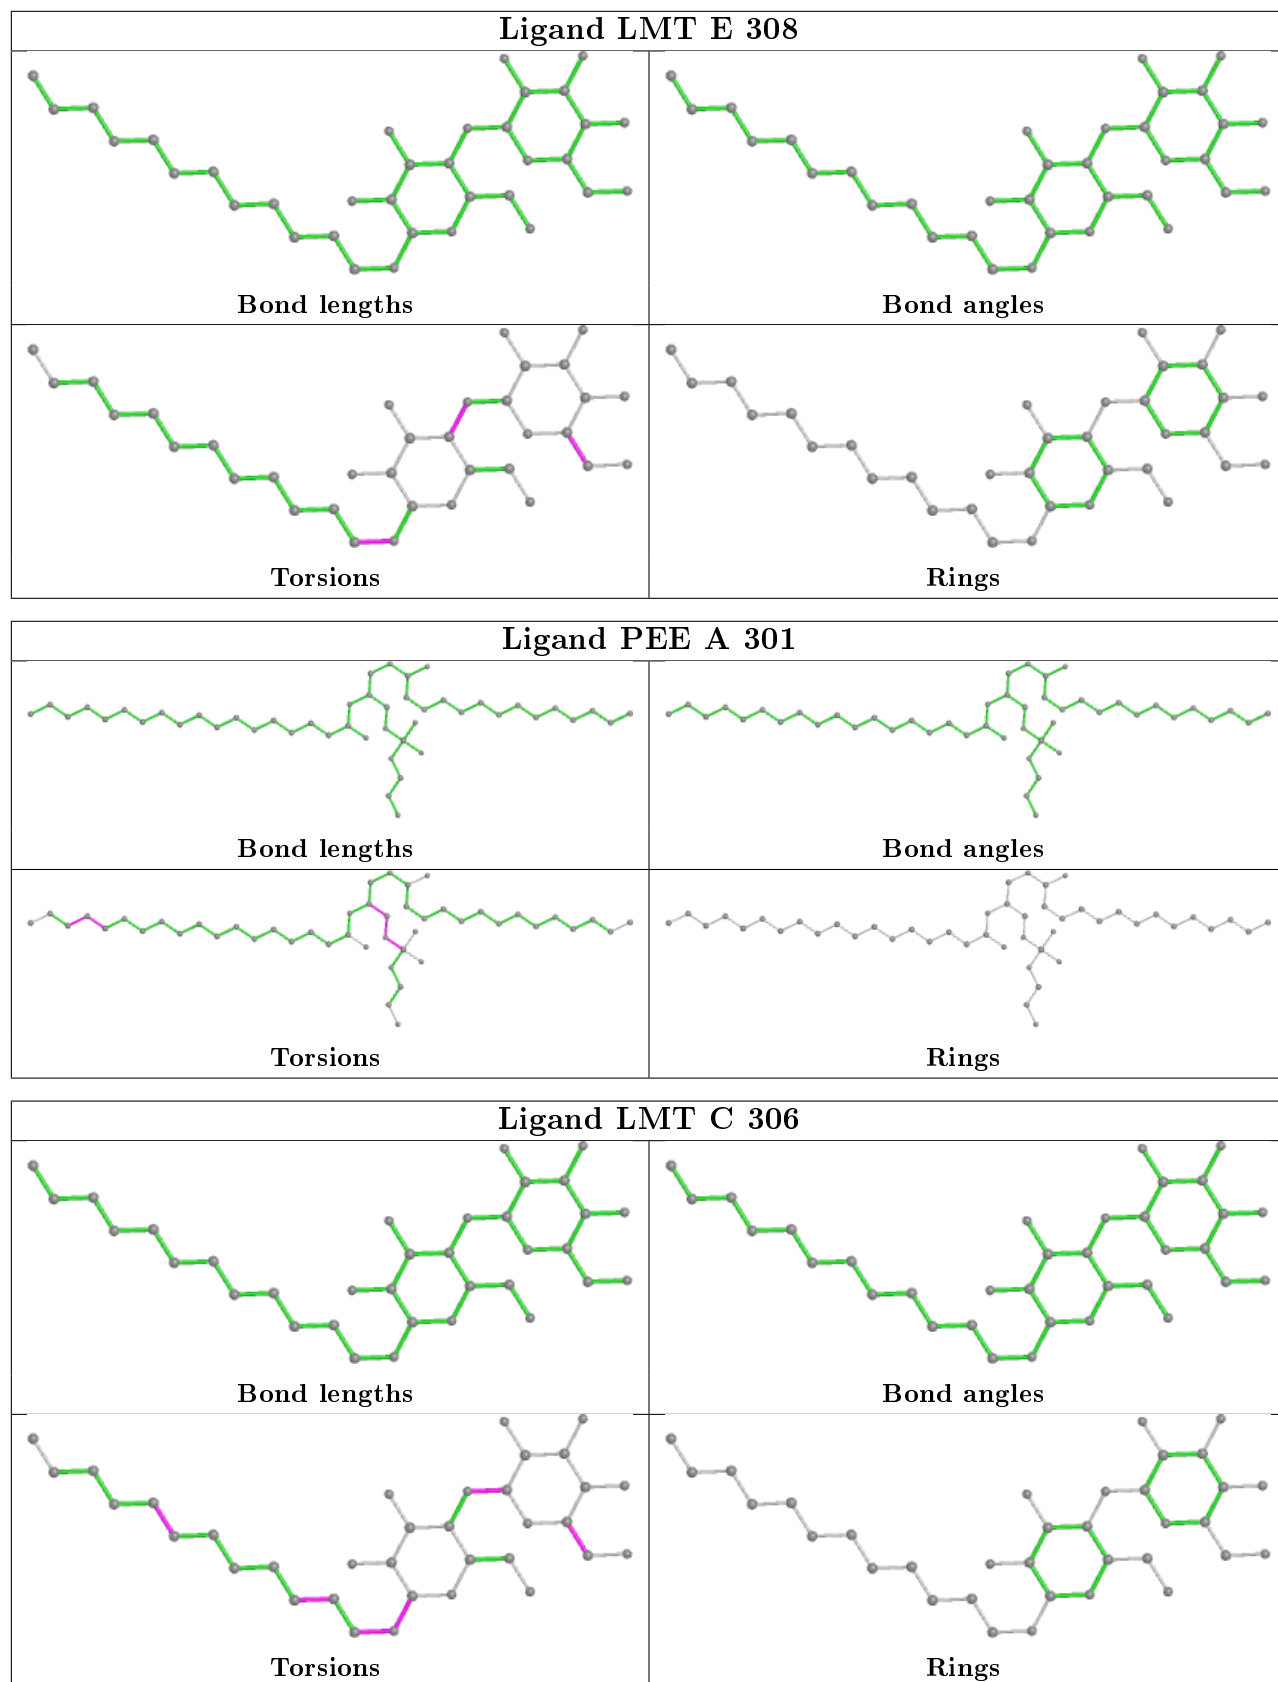 Ligand LMT E 308
Bond lengths
Bond angles
Torsions
Rings
Ligand PEE A 301
Bond lengths
Bond angles
Torsions
Rings
Ligand LMT C 306
Bond lengths
Bond angles
Torsions
Rings